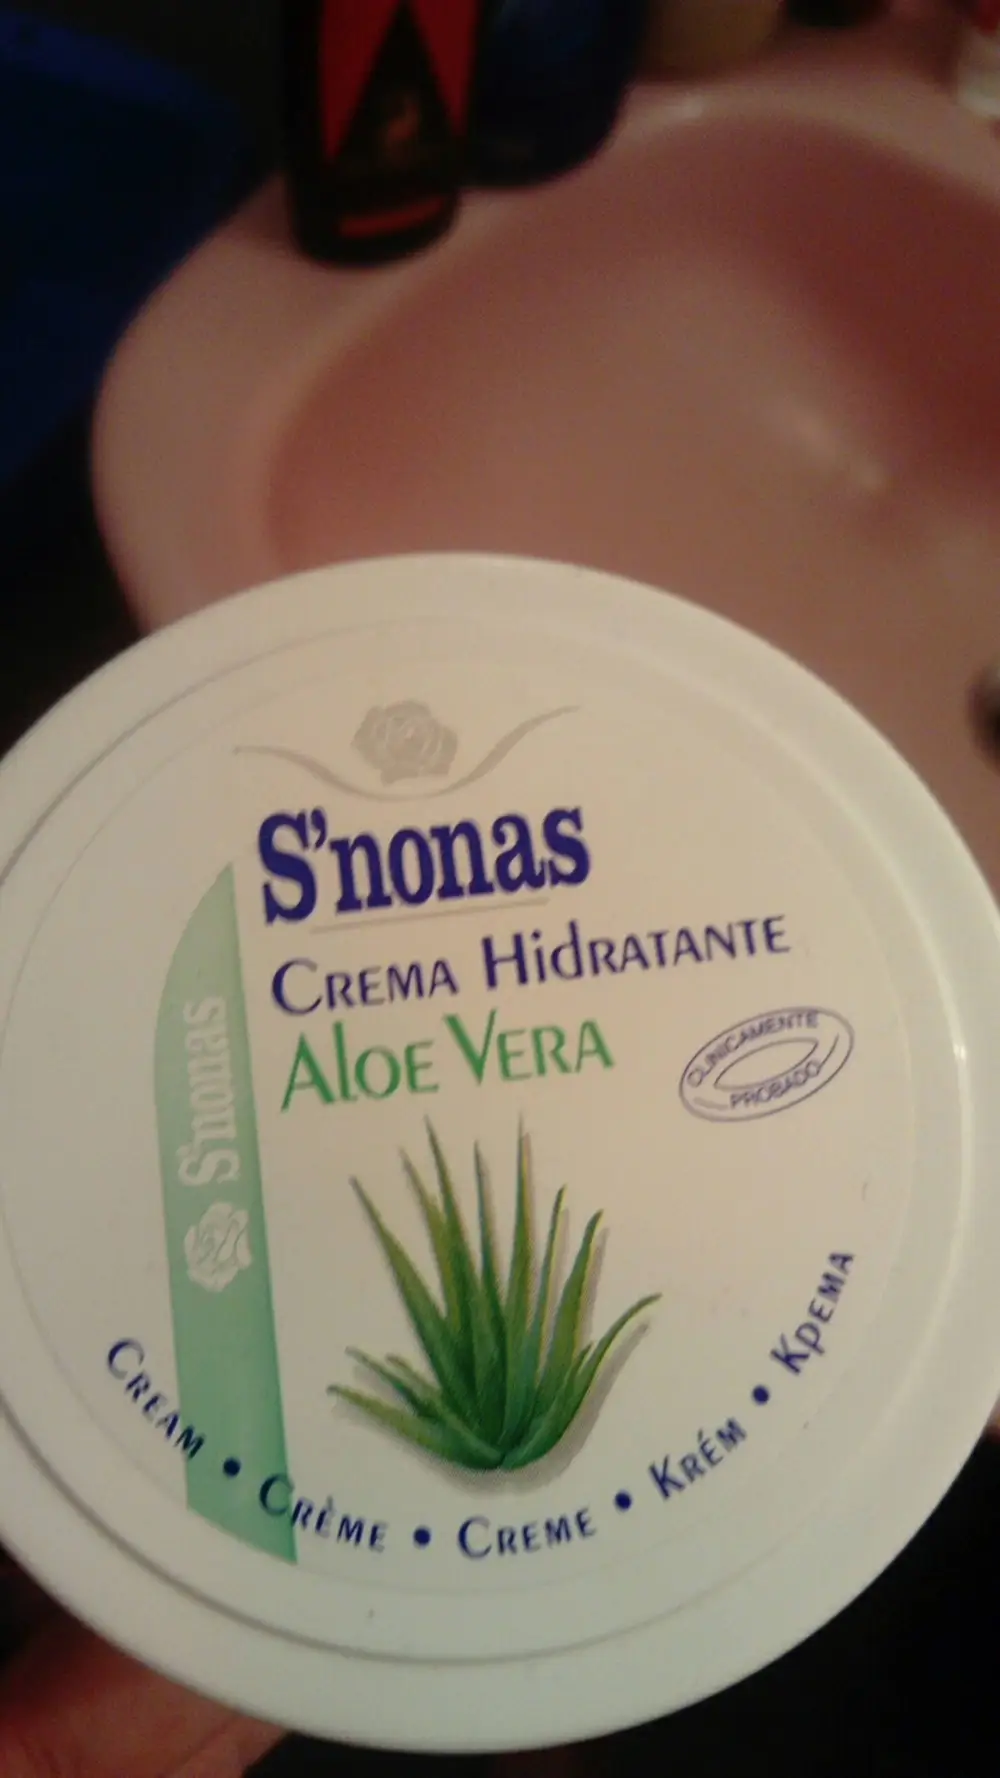 S'nonas
CREMA HIDRATANTE
ALOE VERA
CLINICAMENTE
PROBADO
S'nonas
CREAM • CRÈME • CREME • KRÉM • КРЕМА